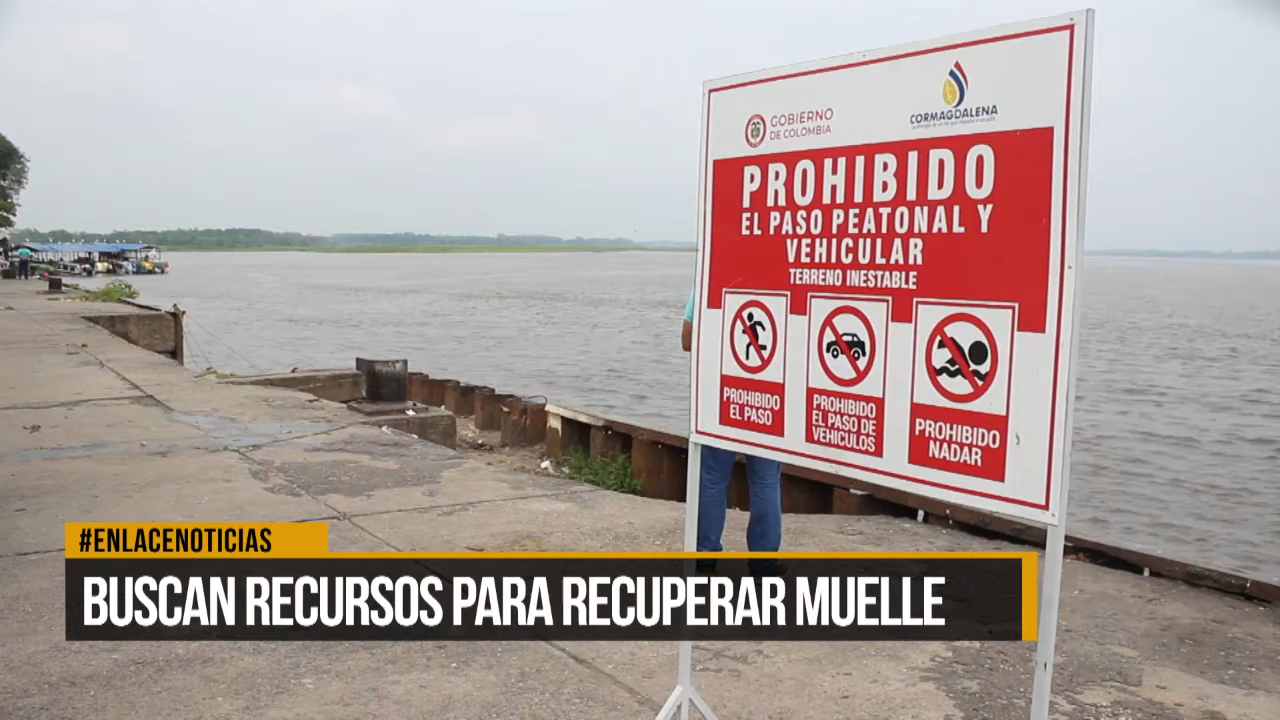 GOBIERNO
DE COLOMBIA
CORMAGDALENA
PROHIBIDO
EL PASO PEATONAL Y
VEHICULAR
TERRENO INESTABLE
PROHIBIDO
EL PASO
PROHIBIDO
EL PASO DE
VEHICULOS
PROHIBIDO
NADAR
#ENLACENOTICIAS
BUSCAN RECURSOS PARA RECUPERAR MUELLE